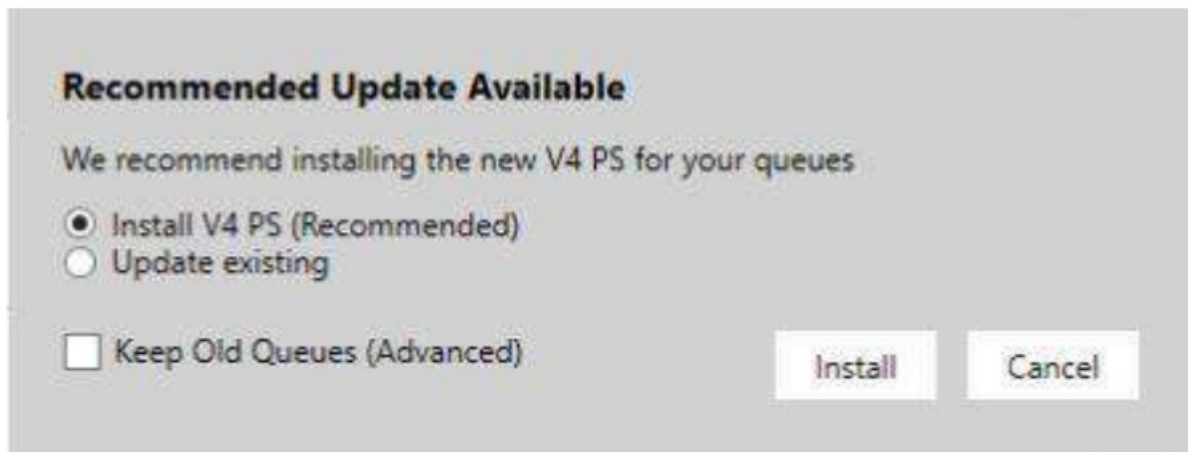 Recommended Update Available
We recommend installing the new V4 PS for your queues
Install V4 PS (Recommended)
Update existing
Keep Old Queues (Advanced)
Install Cancel